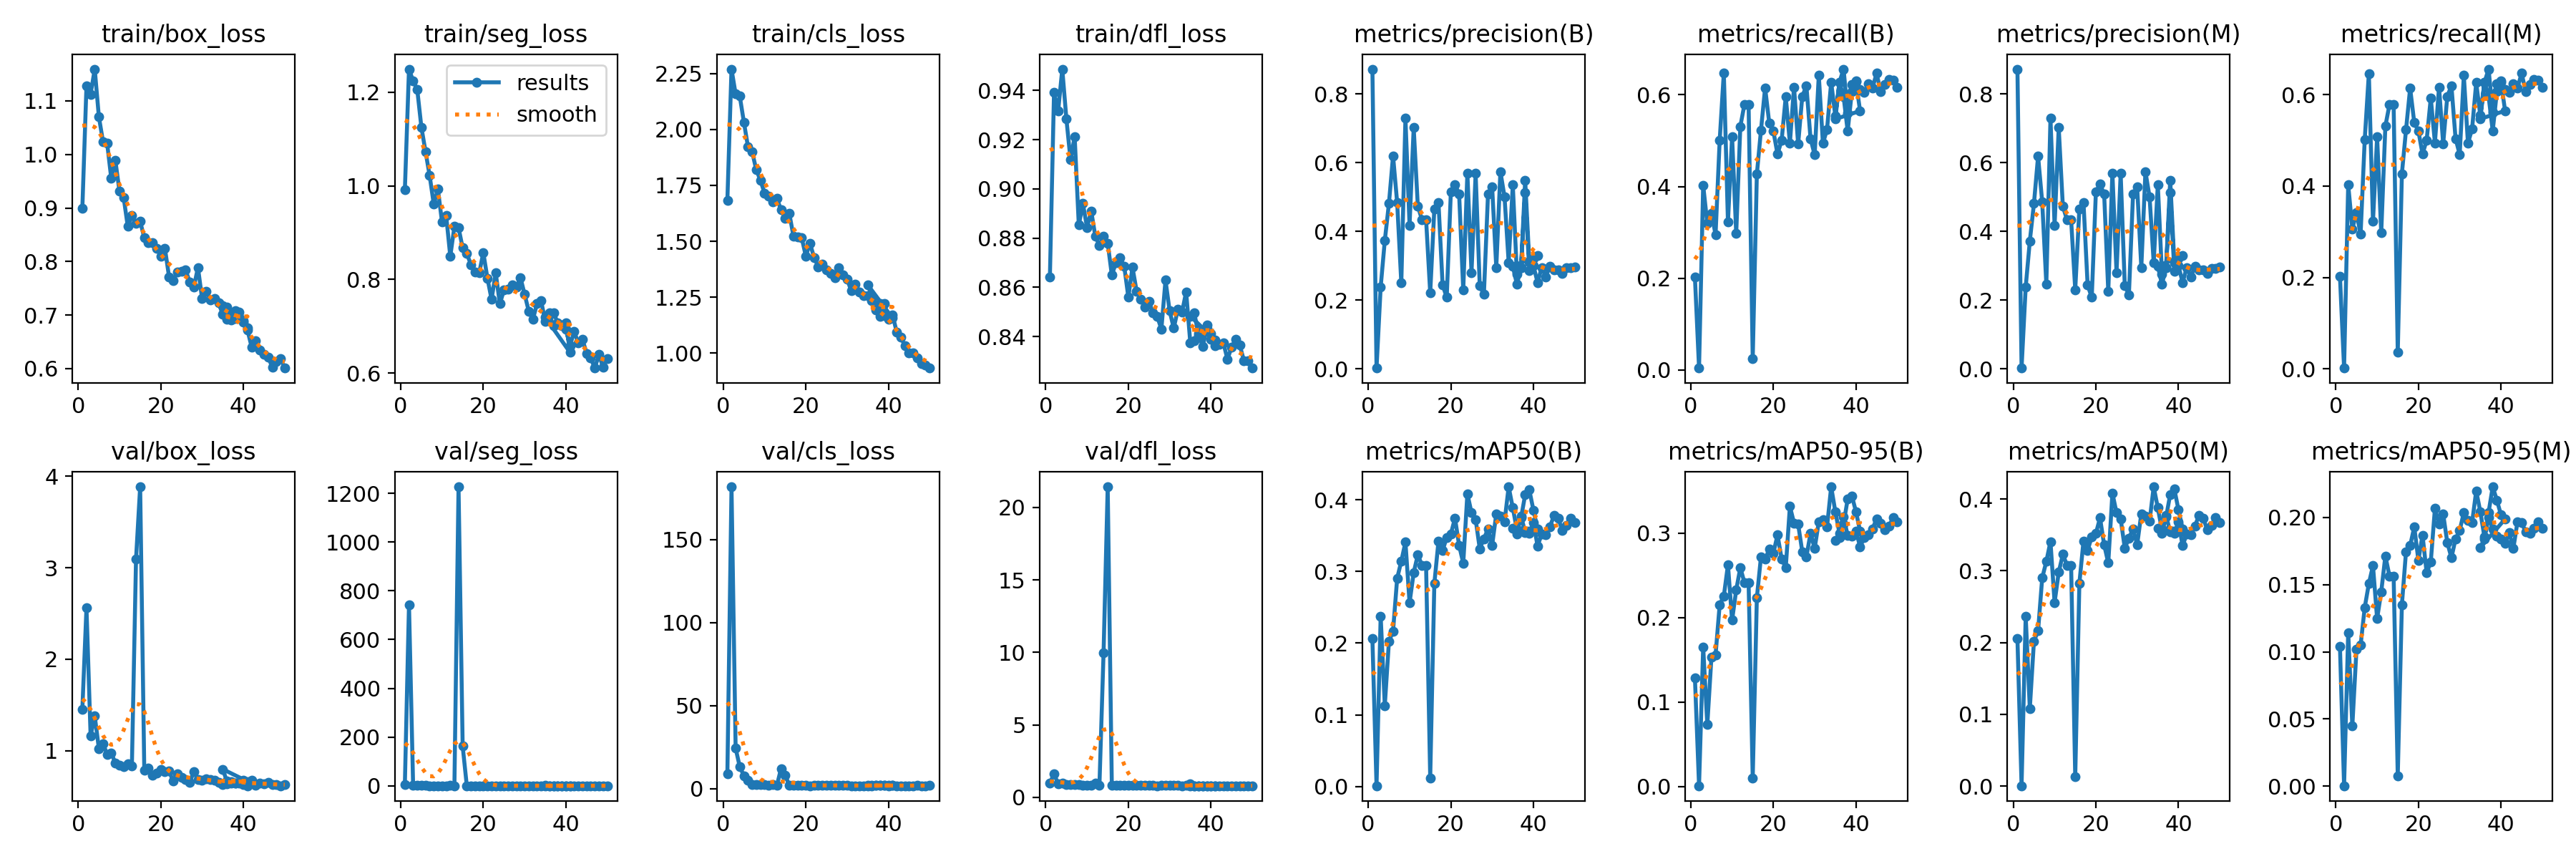 train/box_loss
train/seg_loss
train/cls_loss
train/dfl_loss
metrics/precision(B)
metrics/recall(B)
metrics/precision(M)
metrics/recall(M)
results
smooth
1.1
1.0
0.9
0.8
0.7
0.6
0 20 40
1.2
1.0
0.8
0.6
0 20 40
2.25
2.00
1.75
1.50
1.25
1.00
0 20 40
0.94
0.92
0.90
0.88
0.86
0.84
0 20 40
0.8
0.6
0.4
0.2
0.0
0 20 40
0.6
0.4
0.2
0.0
0 20 40
0.8
0.6
0.4
0.2
0.0
0 20 40
0.6
0.4
0.2
0.0
0 20 40
val/box_loss
val/seg_loss
val/cls_loss
val/dfl_loss
metrics/mAP50(B)
metrics/mAP50-95(B)
metrics/mAP50(M)
metrics/mAP50-95(M)
4
3
2
1
0 20 40
1200
1000
800
600
400
200
0
0 20 40
150
100
50
0
0 20 40
20
15
10
5
0
0 20 40
0.4
0.3
0.2
0.1
0.0
0 20 40
0.3
0.2
0.1
0.0
0 20 40
0.4
0.3
0.2
0.1
0.0
0 20 40
0.20
0.15
0.10
0.05
0.00
0 20 40